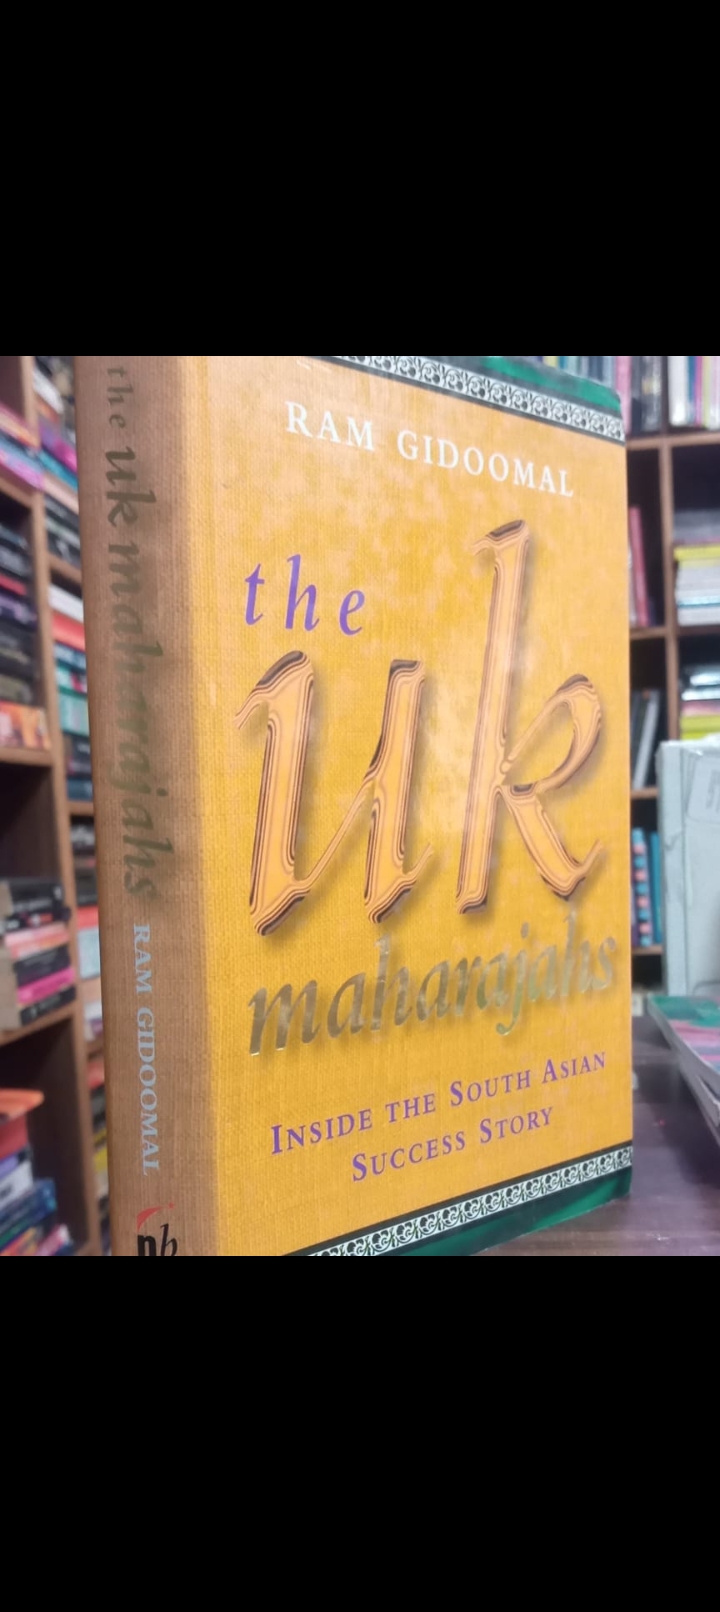 RAM GIDOOMAL
the
uk
maharajahs
INSIDE THE SOUTH ASIAN
SUCCESS STORY
the uk maharajahs RAM GIDOOMAL
nb